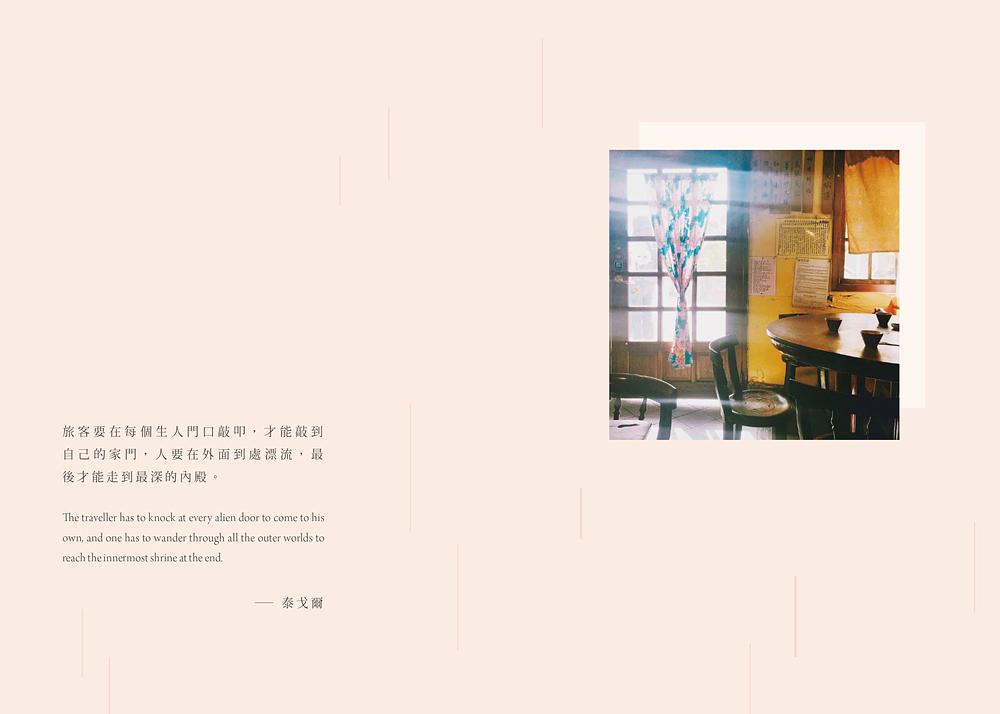 旅客要在每個生人門口敲叩，才能敲到
自己的家門，人要在外面到處漂流，最
後才能走到最深的內殿。
The traveller has to knock at every alien door to come to his
own, and one has to wander through all the outer worlds to
reach the innermost shrine at the end.
—— 泰戈爾